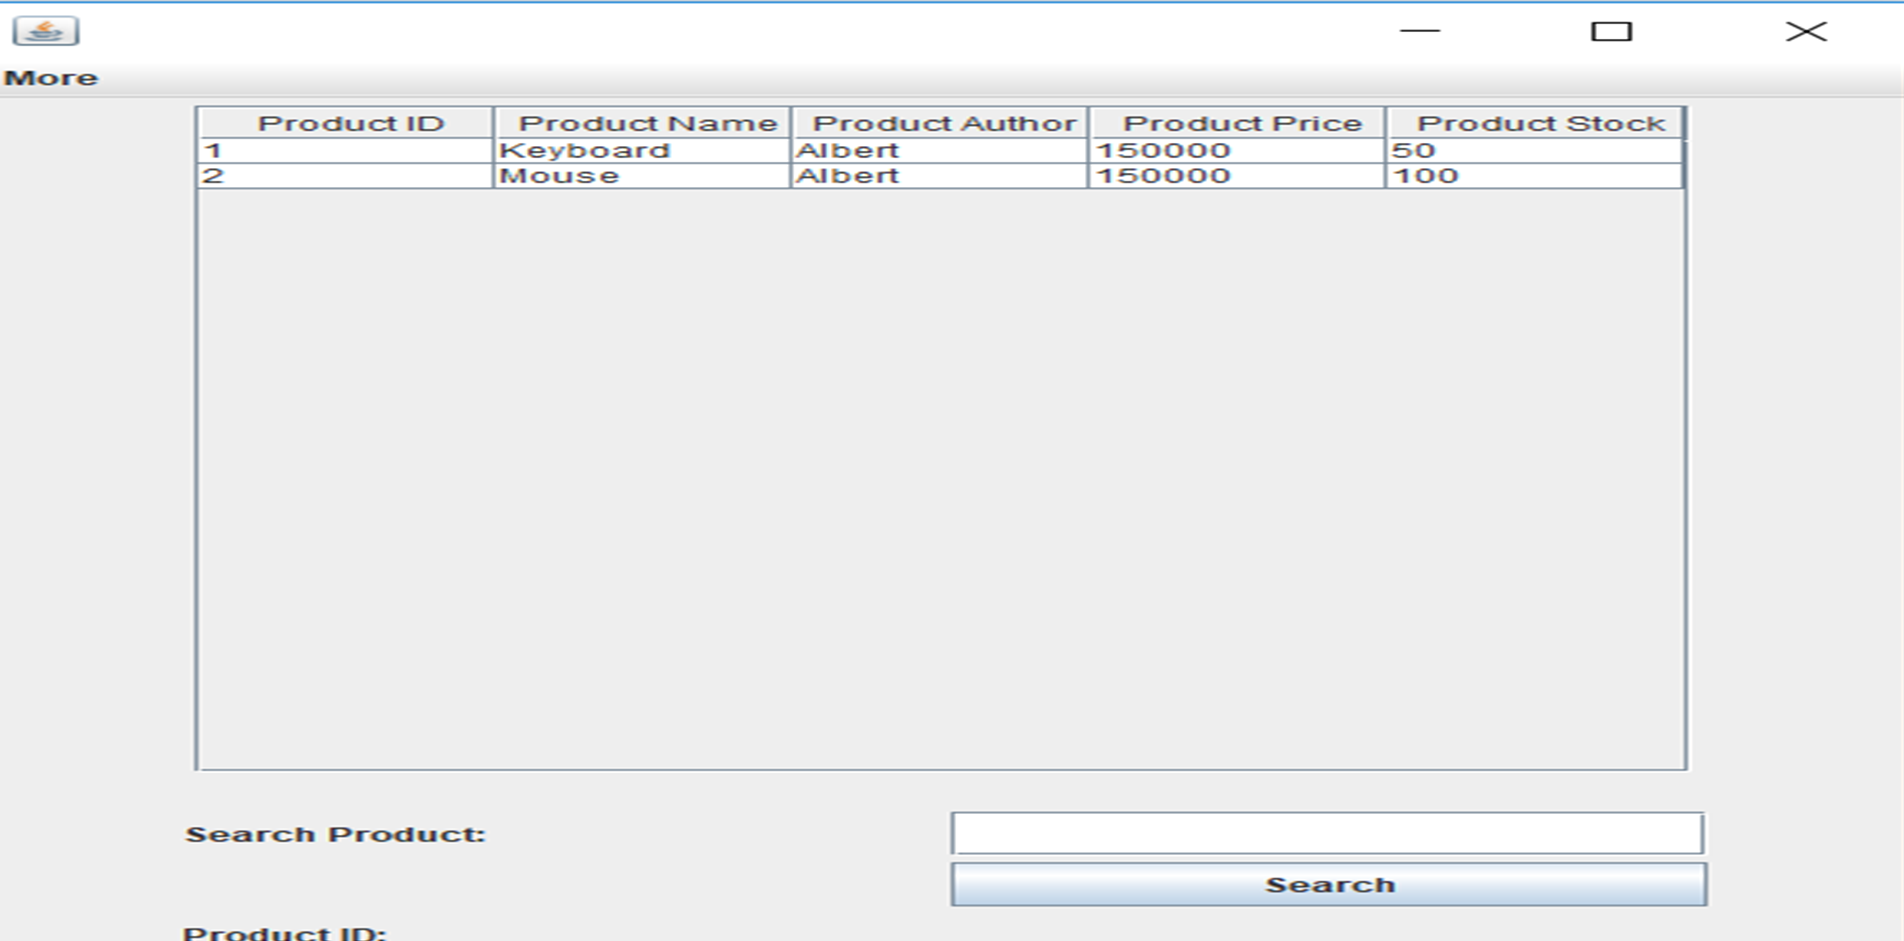 More
Product ID Product Name Product Author Product Price Product Stock
1 Keyboard Albert 150000 50
2 Mouse Albert 150000 100
Search Product:
Search
Product ID: